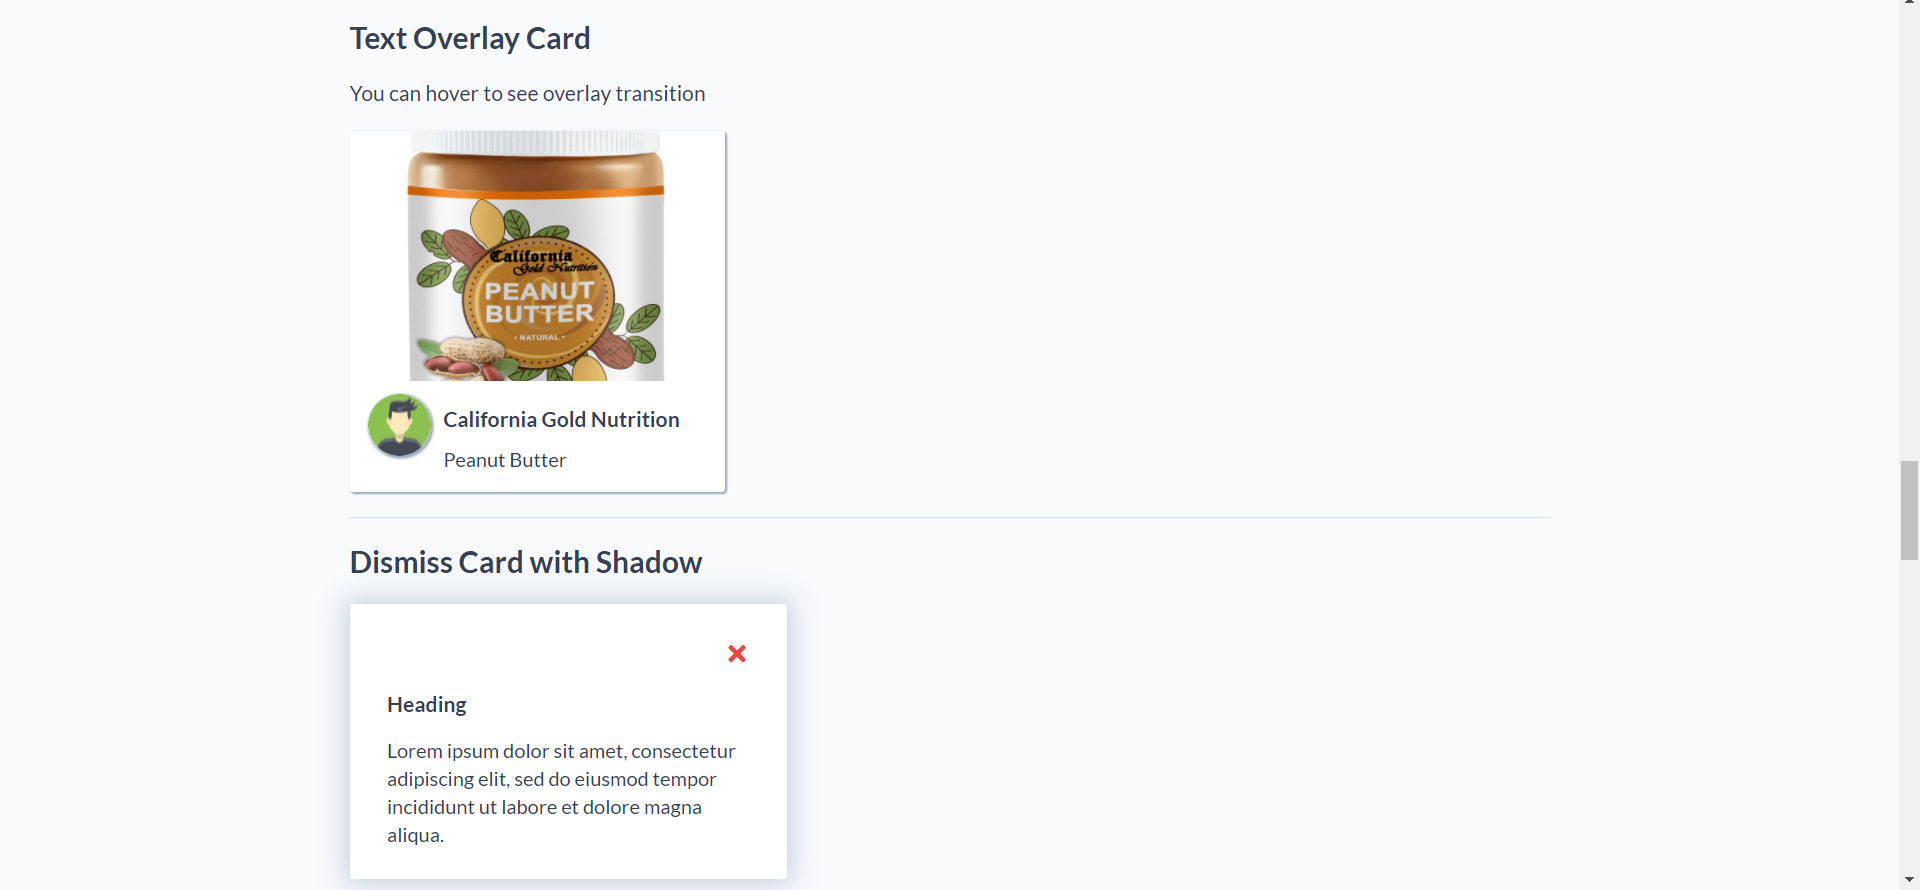 Text Overlay Card
You can hover to see overlay transition
California
Gold Nutrition
PEANUT
BUTTER
• NATURAL •
California Gold Nutrition
Peanut Butter
Dismiss Card with Shadow
Heading
Lorem ipsum dolor sit amet, consectetur
adipiscing elit, sed do eiusmod tempor
incididunt ut labore et dolore magna
aliqua.